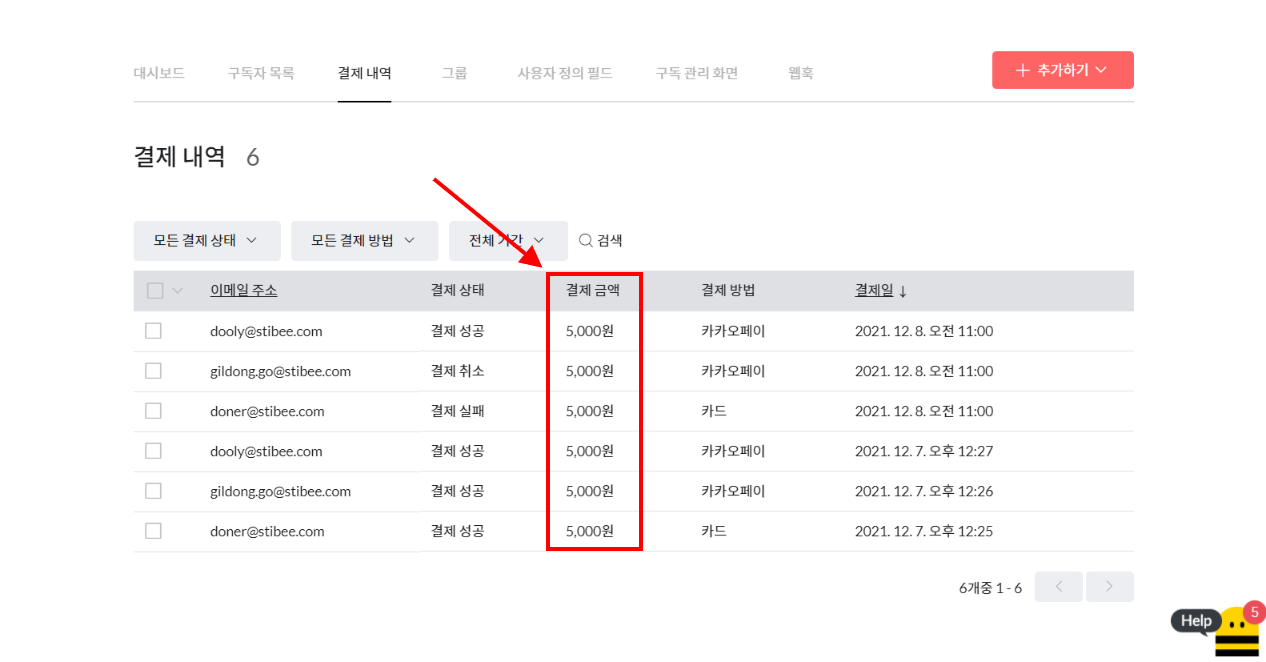 대시보드 구독자 목록 결제 내역 그룹 사용자 정의 필드 구독 관리 화면 웹훅 추가하기
결제 내역 6
모든 결제 상태 모든 결제 방법 전체 기간 검색
이메일 주소 결제 상태 결제 금액 결제 방법 결제일 ↓
dooly@stibee.com 결제 성공 5,000원 카카오페이 2021. 12. 8. 오전 11:00
gildong.go@stibee.com 결제 취소 5,000원 카카오페이 2021. 12. 8. 오전 11:00
doner@stibee.com 결제 실패 5,000원 카드 2021. 12. 8. 오전 11:00
dooly@stibee.com 결제 성공 5,000원 카카오페이 2021. 12. 7. 오후 12:27
gildong.go@stibee.com 결제 성공 5,000원 카카오페이 2021. 12. 7. 오후 12:26
doner@stibee.com 결제 성공 5,000원 카드 2021. 12. 7. 오후 12:25
6개중 1 - 6
Help 5